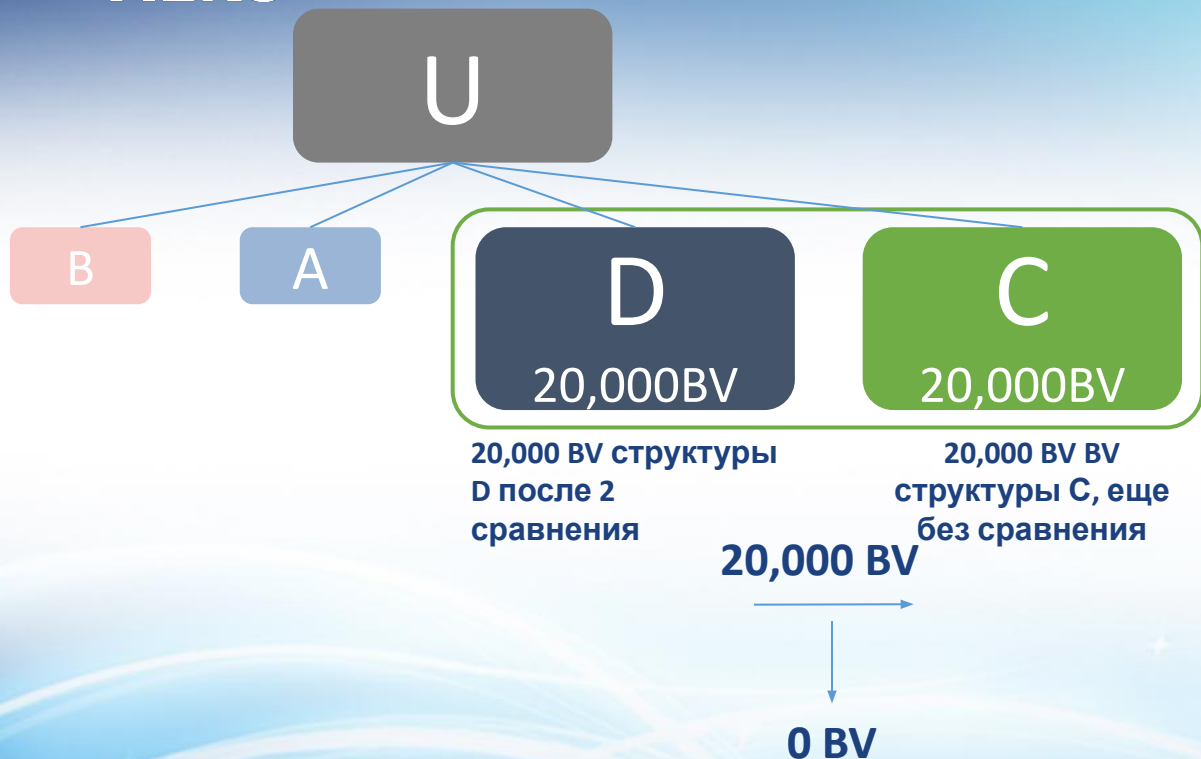 U
B
A
D
C
20,000BV
20,000BV
20,000 BV структуры
D после 2
сравнения
20,000 BV BV
структуры С, еще
без сравнения
20,000 BV
0 BV